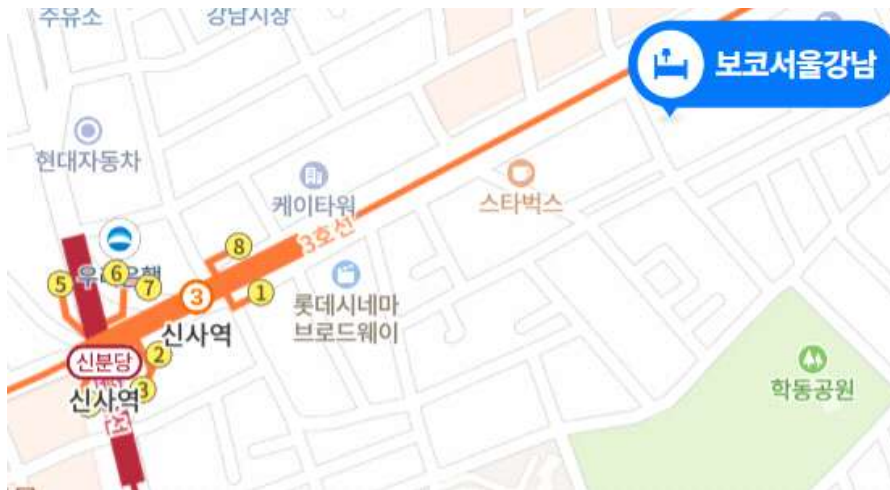 주유소
강남시장
보코서울강남
현대자동차
케이타워
스타벅스
3호선
8
6
5
7
3
1
신사역
롯데시네마
브로드웨이
2
신분당
3
신사역
학동공원